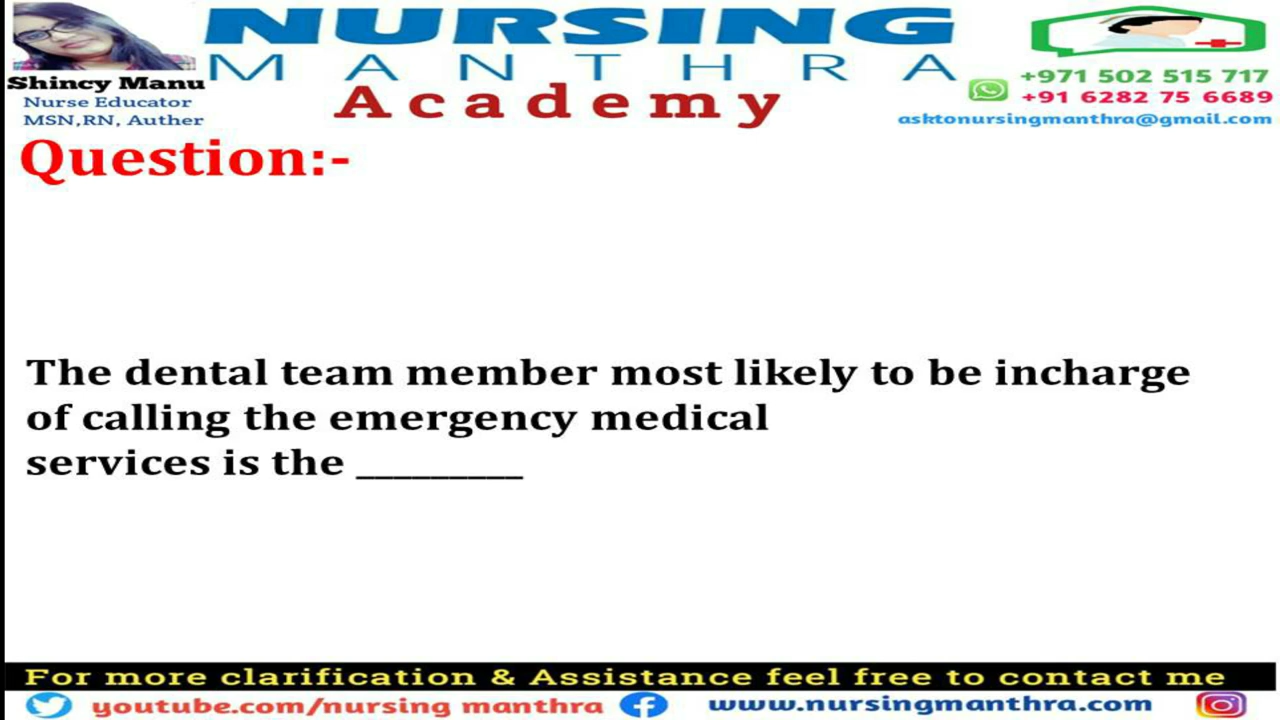 NURSING
MANTHRA
Academy
Shincy Manu
Nurse Educator
MSN,RN, Auther
+971 502 515 717
+91 6282 75 6689
asktonursingmanthra@gmail.com
Question:-
The dental team member most likely to be incharge
of calling the emergency medical
services is the _________
For more clarification & Assistance feel free to contact me
youtube.com/nursing manthra
www.nursingmanthra.com